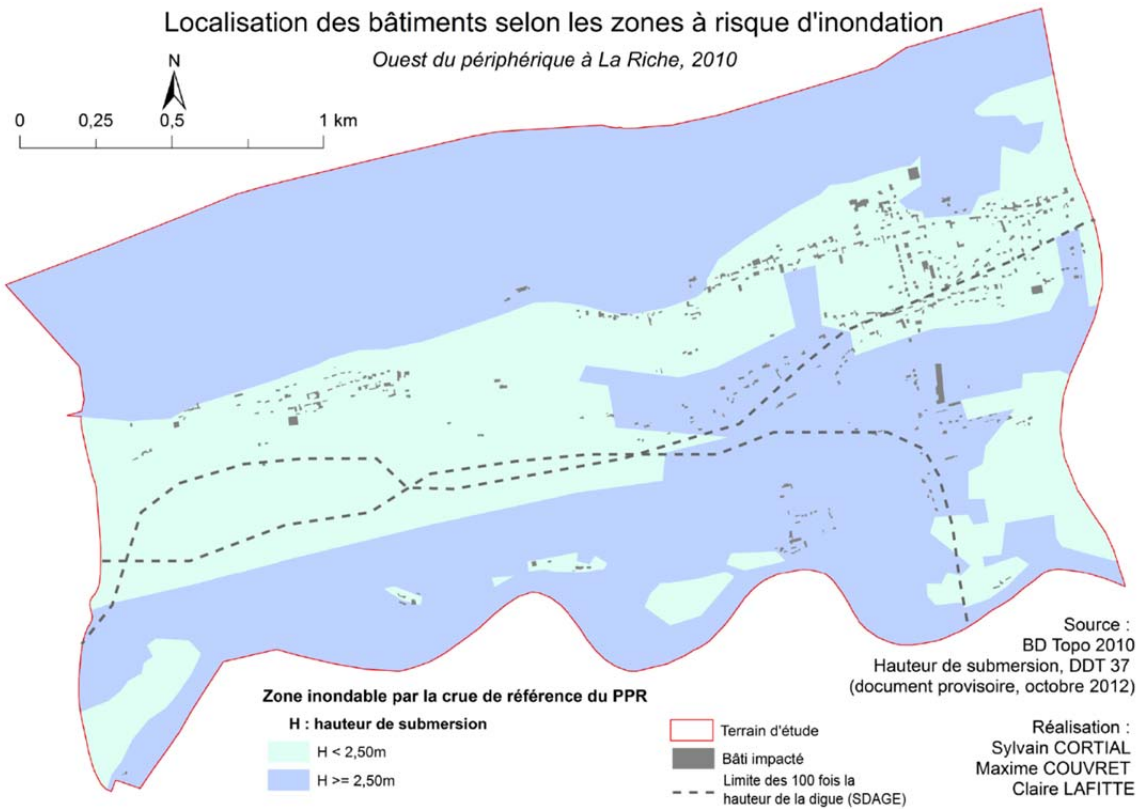 Localisation des bâtiments selon les zones à risque d'inondation
Ouest du périphérique à La Riche, 2010
N
0 0,25 0,5 1 km
Source :
BD Topo 2010
Hauteur de submersion, DDT 37
(document provisoire, octobre 2012)
Réalisation :
Sylvain CORTIAL
Maxime COUVRET
Claire LAFITTE
Zone inondable par la crue de référence du PPR
H : hauteur de submersion
H < 2,50m
H >= 2,50m
Terrain d'étude
Bâti impacté
Limite des 100 fois la
hauteur de la digue (SDAGE)